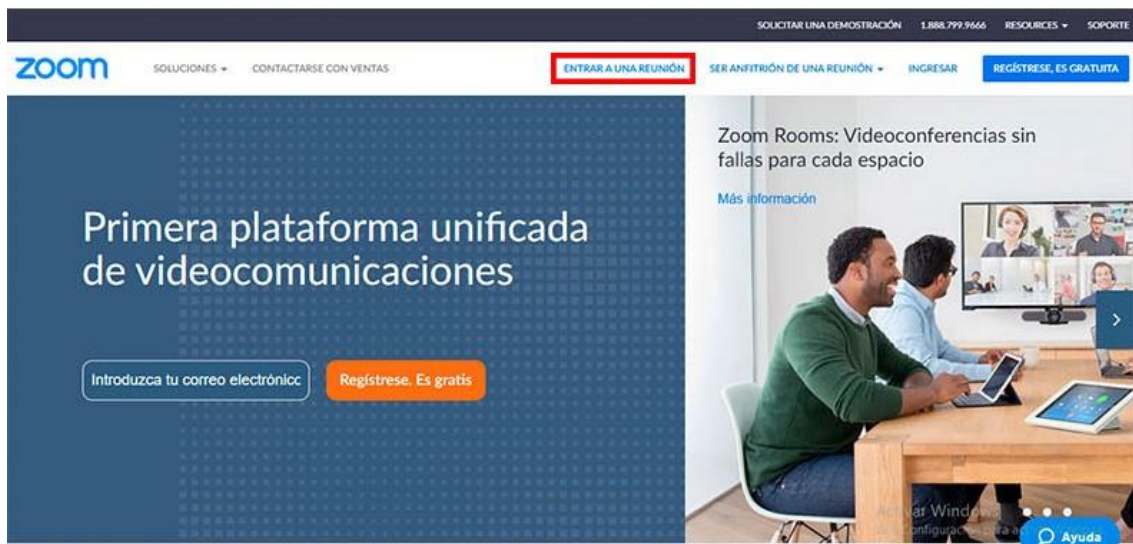 SOLICITAR UNA DEMOSTRACIÓN 1.888.799.9666 RESOURCES SOPORTE
zoom SOLUCIONES CONTACTARSE CON VENTAS ENTRAR A UNA REUNIÓN SER ANFITRIÓN DE UNA REUNIÓN INGRESAR REGÍSTRESE, ES GRATUITA
Primera plataforma unificada
de videocomunicaciones
Introduzca tu correo electrónicc Regístrese. Es gratis
Zoom Rooms: Videoconferencias sin
fallas para cada espacio
Más información
Ayuda